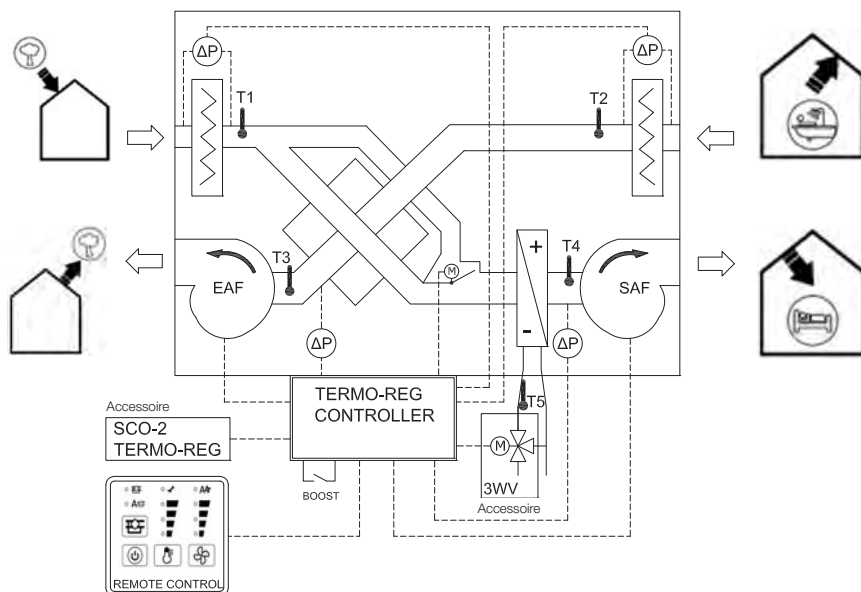 ΔP
ΔP
T1
T2
+
T4
T3
M
EAF
SAF
-
ΔP
ΔP
TERMO-REG
CONTROLLER
T5
Accessoire
SCO-2
TERMO-REG
M
3WV
BOOST
Accessoire
REMOTE CONTROL